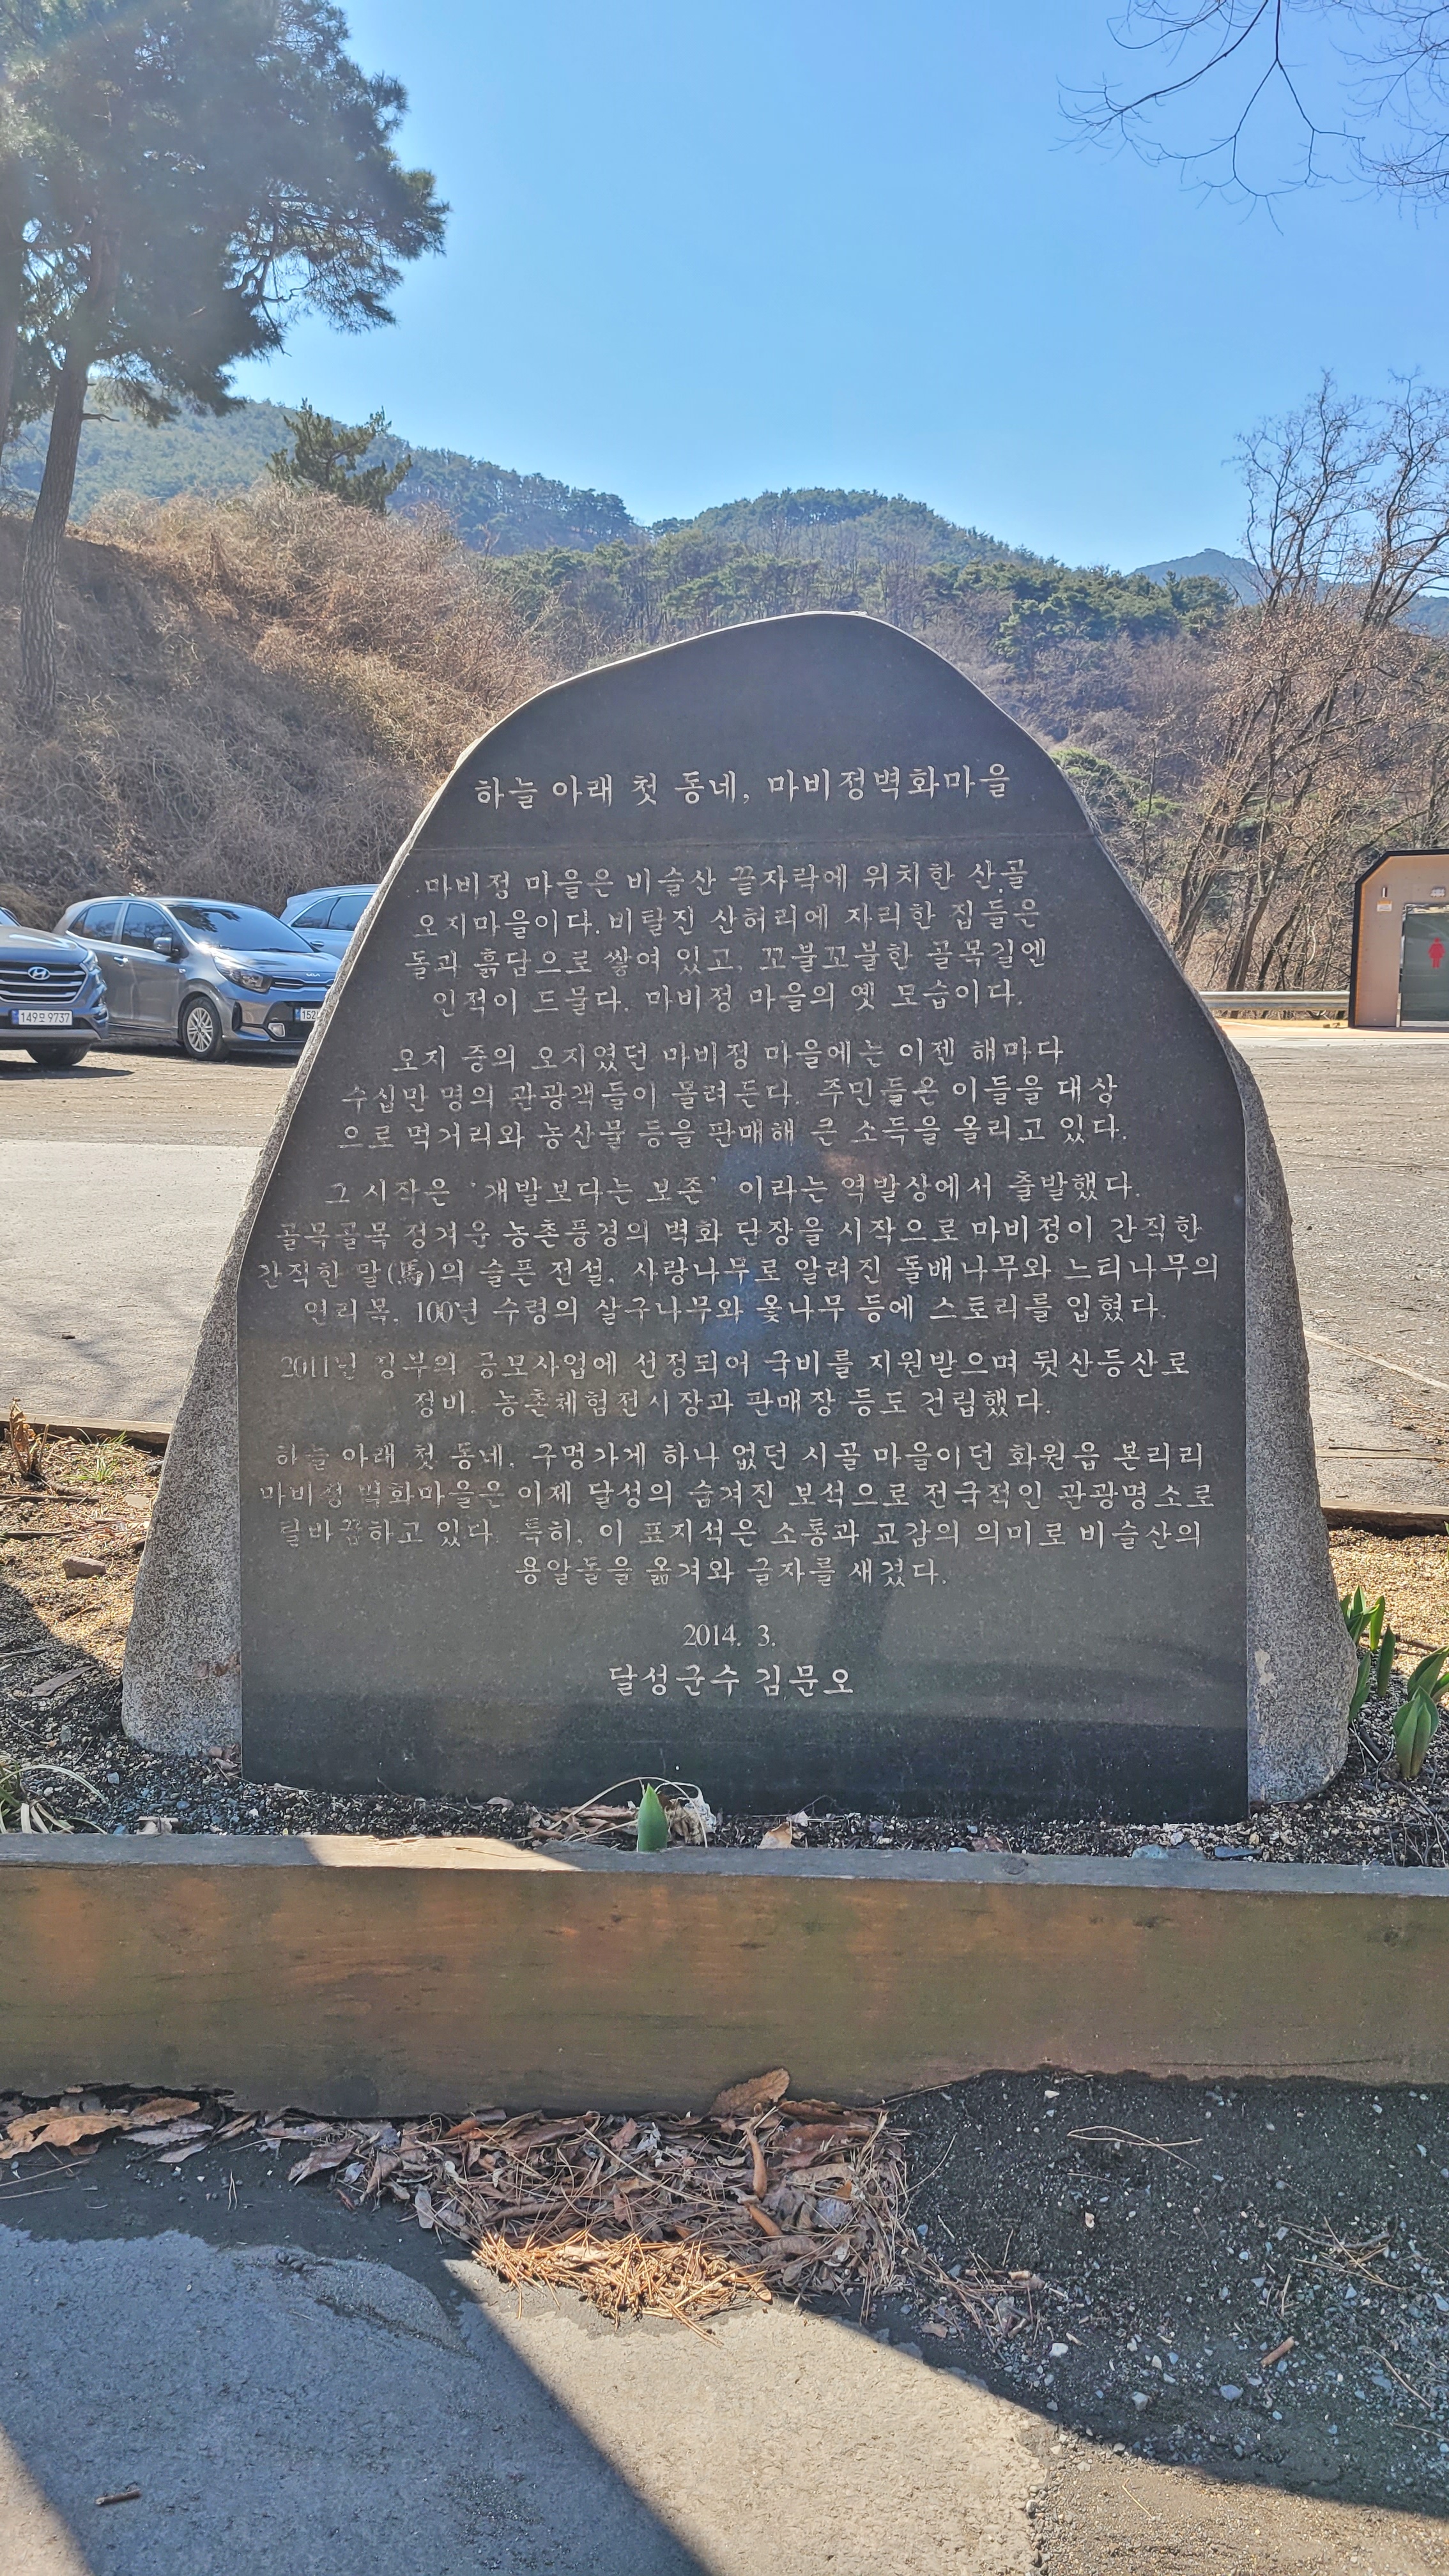 하늘 아래 첫 동네, 마비정벽화마을
마비정 마을은 비슬산 끝자락에 위치한 산골
오지마을이다. 비탈진 산허리에 자리한 집들은
돌과 흙담으로 쌓여 있고, 꼬불꼬불한 골목길엔
인적이 드물다. 마비정 마을의 옛 모습이다.
오지 중의 오지였던 마비정 마을에는 이젠 해마다
수십만 명의 관광객들이 몰려든다. 주민들은 이들을 대상
으로 먹거리와 농산물 등을 판매해 큰 소득을 올리고 있다.
그 시작은 '개발보다는 보존' 이라는 역발상에서 출발했다.
골목골목 정겨운 농촌풍경의 벽화 단장을 시작으로 마비정이 간직한
간직한 말(馬)의 슬픈 전설, 사랑나무로 알려진 돌배나무와 느티나무의
연리목, 100년 수령의 살구나무와 옻나무 등에 스토리를 입혔다.
2011년 정부의 공모사업에 선정되어 국비를 지원받으며 뒷산등산로
정비, 농촌체험전시장과 판매장 등도 건립했다.
하늘 아래 첫 동네, 구멍가게 하나 없던 시골 마을이던 화원읍 본리리
마비정 벽화마을은 이제 달성의 숨겨진 보석으로 전국적인 관광명소로
탈바꿈하고 있다. 특히, 이 표지석은 소통과 교감의 의미로 비슬산의
용알돌을 옮겨와 글자를 새겼다.
2014. 3.
달성군수 김문오
149모 9737